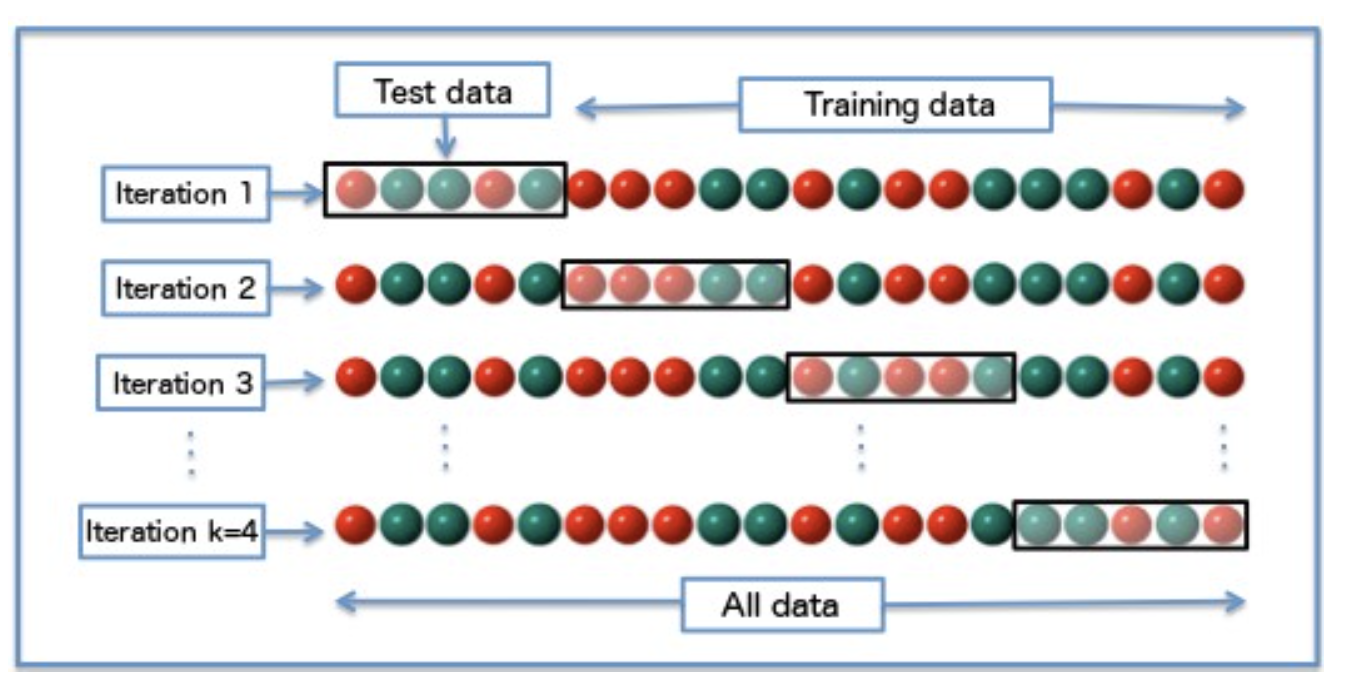 Test data
Training data
Iteration 1
Iteration 2
Iteration 3
Iteration k=4
All data